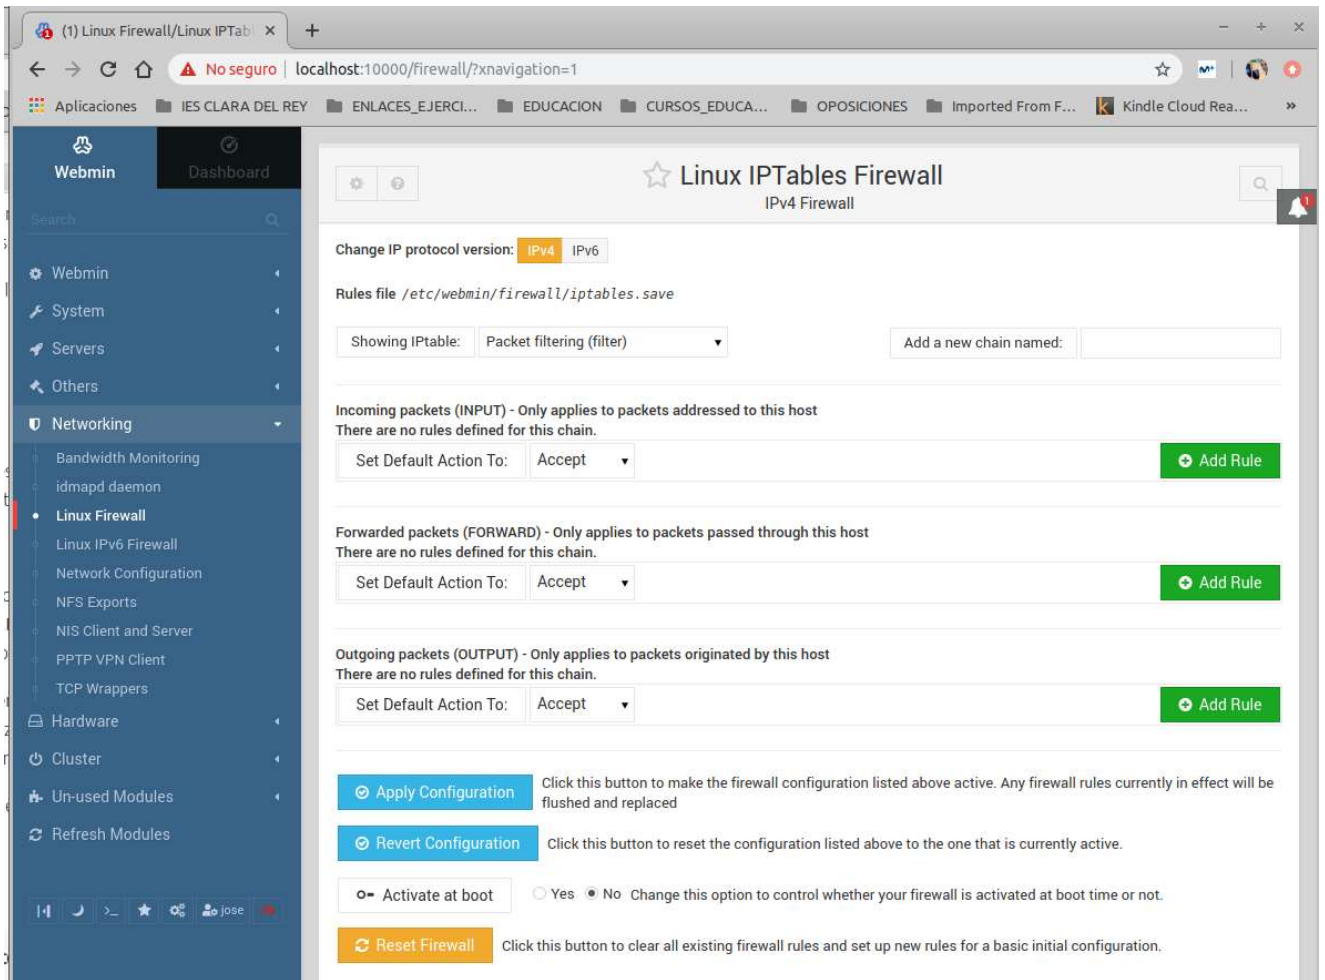 (1) Linux Firewall/Linux IPTab
No seguro | localhost:10000/firewall/?xnavigation=1
Aplicaciones IES CLARA DEL REY ENLACES_EJERCI... EDUCACION CURSOS_EDUCA... OPOSICIONES Imported From F... Kindle Cloud Rea... »
Webmin
Dashboard
Search
Webmin
System
Servers
Others
Networking
Bandwidth Monitoring
idmapd daemon
Linux Firewall
Linux IPv6 Firewall
Network Configuration
NFS Exports
NIS Client and Server
PPTP VPN Client
TCP Wrappers
Hardware
Cluster
Un-used Modules
Refresh Modules
jose
Linux IPTables Firewall
IPv4 Firewall
1
Change IP protocol version: IPv4 IPv6
Rules file /etc/webmin/firewall/iptables.save
Showing IPtable: Packet filtering (filter) Add a new chain named:
Incoming packets (INPUT) - Only applies to packets addressed to this host
There are no rules defined for this chain.
Set Default Action To: Accept Add Rule
Forwarded packets (FORWARD) - Only applies to packets passed through this host
There are no rules defined for this chain.
Set Default Action To: Accept Add Rule
Outgoing packets (OUTPUT) - Only applies to packets originated by this host
There are no rules defined for this chain.
Set Default Action To: Accept Add Rule
Apply Configuration Click this button to make the firewall configuration listed above active. Any firewall rules currently in effect will be
flushed and replaced
Revert Configuration Click this button to reset the configuration listed above to the one that is currently active.
Activate at boot Yes No Change this option to control whether your firewall is activated at boot time or not.
Reset Firewall Click this button to clear all existing firewall rules and set up new rules for a basic initial configuration.